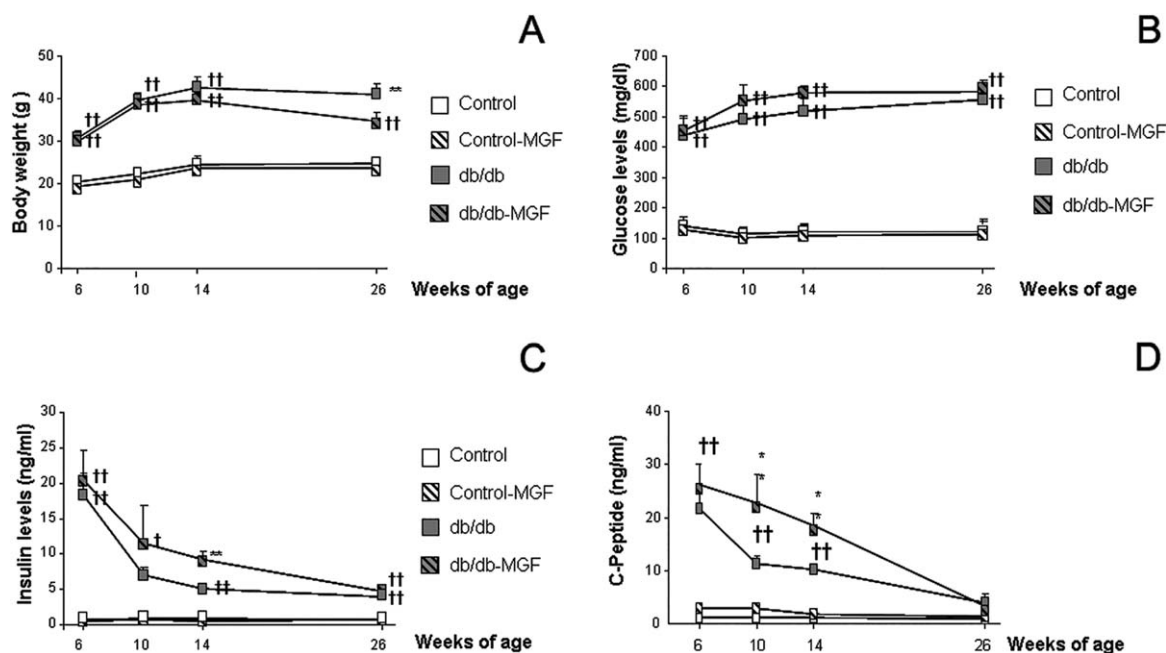 A
Body weight (g)
50
40
30
20
10
0
††
††
††
††
††
††
**
††
6 10 14 26 Weeks of age
Control
Control-MGF
db/db
db/db-MGF
B
Glucose levels (mg/dl)
700
600
500
400
300
200
100
0
‡‡
††
‡‡
‡‡
‡‡
‡‡
††
††
6 10 14 26 Weeks of age
Control
Control-MGF
db/db
db/db-MGF
C
Insulin levels (ng/ml)
30
25
20
15
10
5
0
††
††
†
**
‡‡
††
††
6 10 14 26 Weeks of age
Control
Control-MGF
db/db
db/db-MGF
D
C-Peptide (ng/ml)
40
30
20
10
0
††
*
*
††
*
*
††
6 10 14 26 Weeks of age